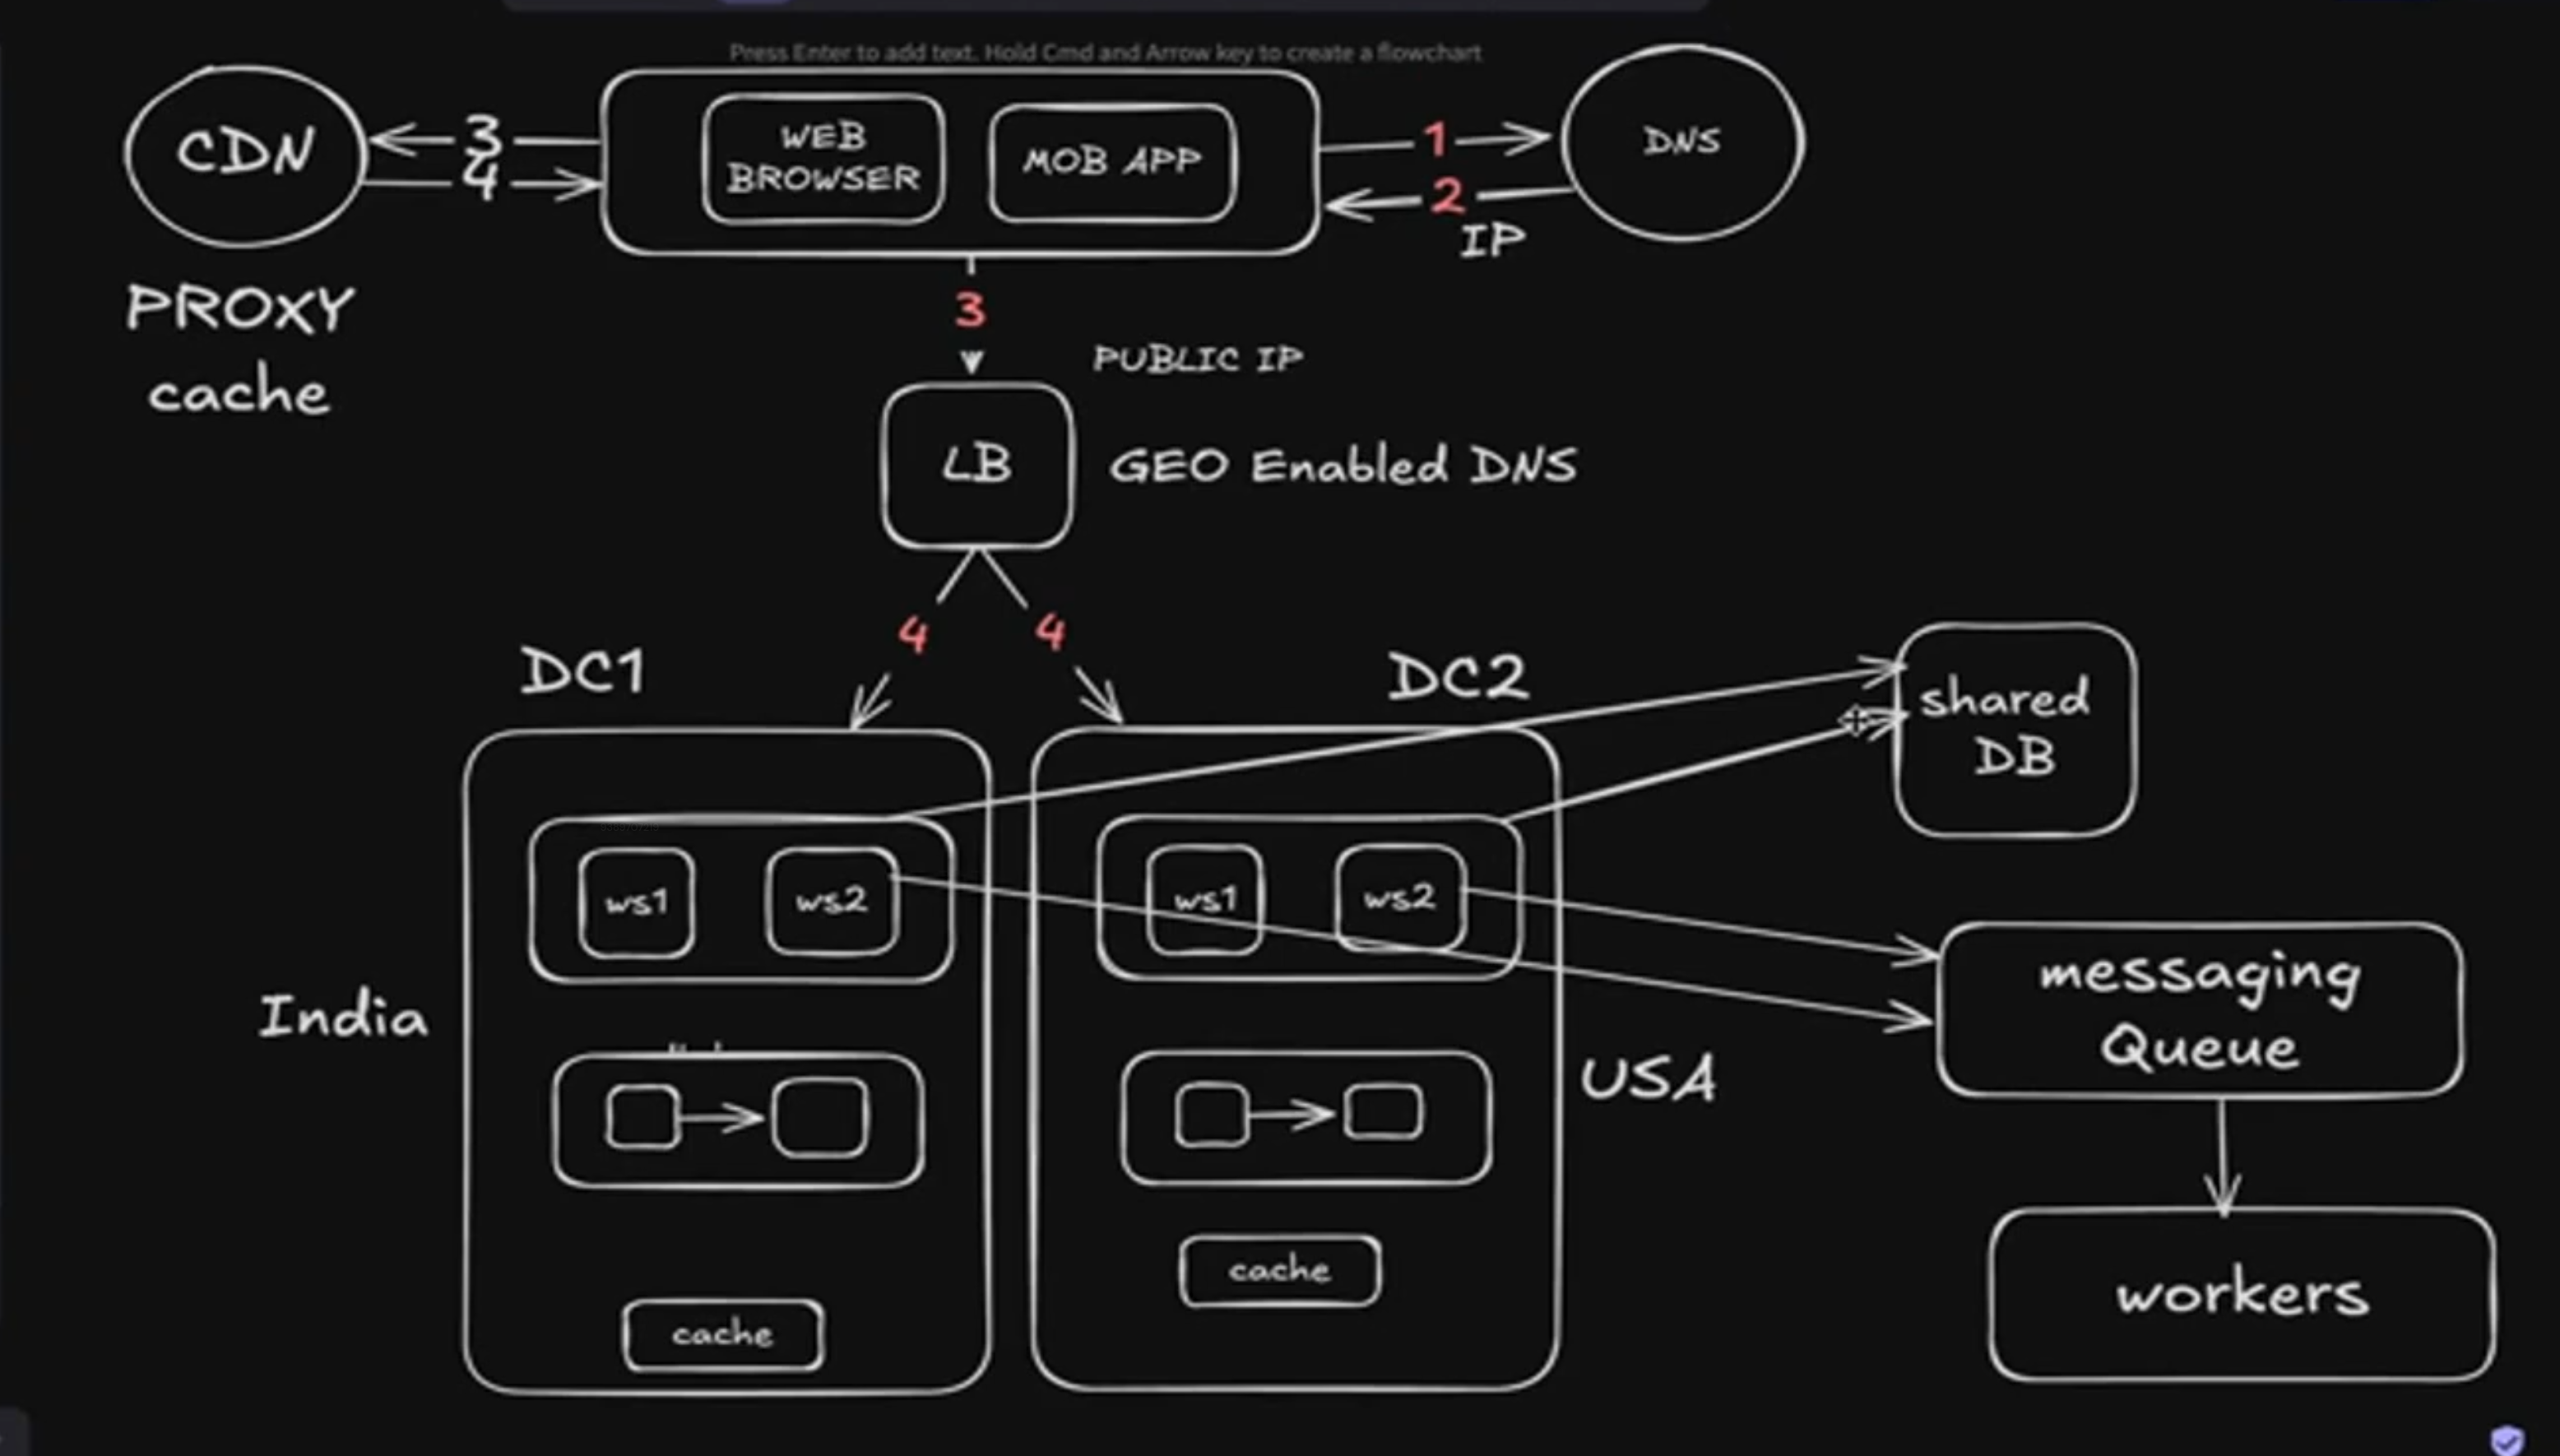 Press Enter to add text. Hold Cmd and Arrow key to create a flowchart
CDN
3
4
WEB
BROWSER
MOB APP
1
2
IP
DNS
PROXY
cache
3
PUBLIC IP
LB
GEO Enabled DNS
4
4
DC1
DC2
shared
DB
ws1
ws2
ws1
ws2
messaging
Queue
India
USA
cache
cache
workers